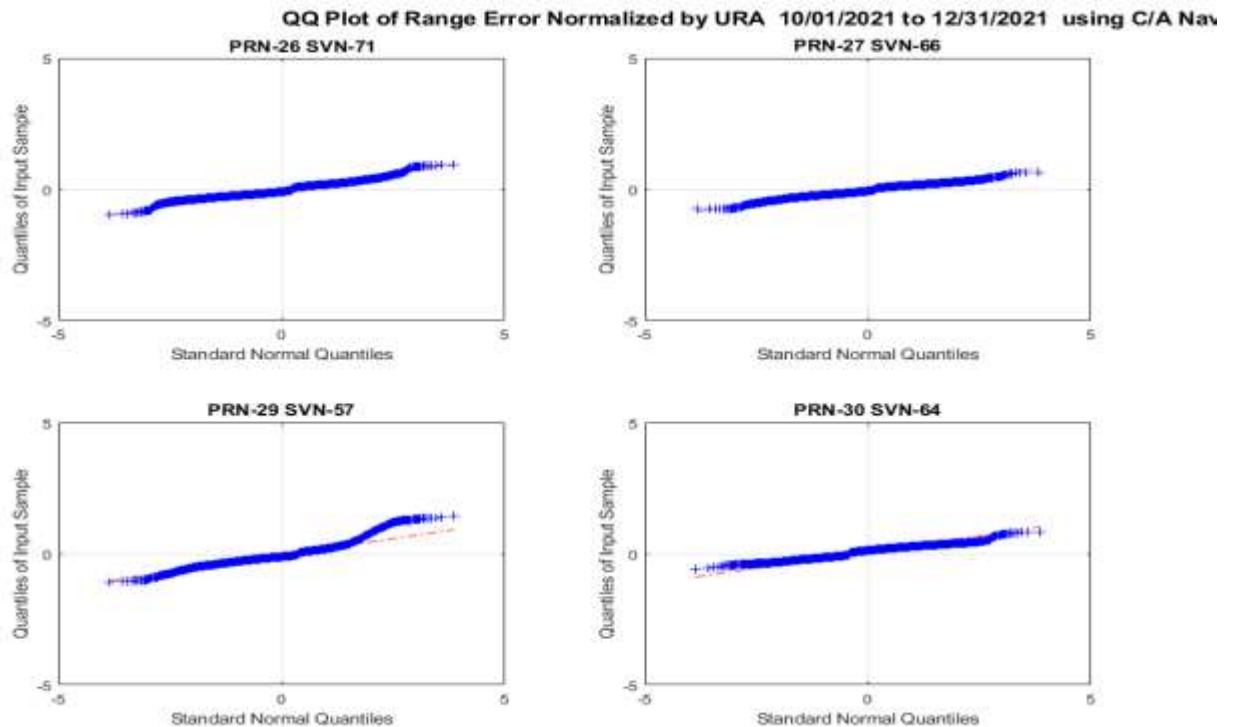 QQ Plot of Range Error Normalized by URA 10/01/2021 to 12/31/2021 using C/A Nav
PRN-26 SVN-71
5
0
-5
-5
0
5
Quantiles of Input Sample
Standard Normal Quantiles
PRN-27 SVN-66
5
0
-5
-5
0
5
Quantiles of Input Sample
Standard Normal Quantiles
PRN-29 SVN-57
5
0
-5
-5
0
5
Quantiles of Input Sample
Standard Normal Quantiles
PRN-30 SVN-64
5
0
-5
-5
0
5
Quantiles of Input Sample
Standard Normal Quantiles